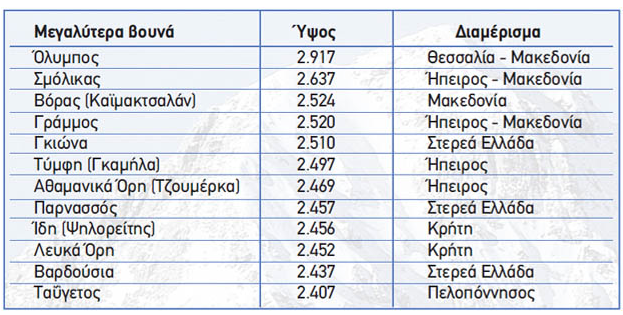 Μεγαλύτερα βουνά Ύψος Διαμέρισμα
Όλυμπος 2.917 Θεσσαλία - Μακεδονία
Σμόλικας 2.637 Ήπειρος - Μακεδονία
Βόρας (Καϊμακτσαλάν) 2.524 Μακεδονία
Γράμμος 2.520 Ήπειρος - Μακεδονία
Γκιώνα 2.510 Στερεά Ελλάδα
Τύμφη (Γκαμήλα) 2.497 Ήπειρος
Αθαμανικά Όρη (Τζουμέρκα) 2.469 Ήπειρος
Παρνασσός 2.457 Στερεά Ελλάδα
Ίδη (Ψηλορείτης) 2.456 Κρήτη
Λευκά Όρη 2.452 Κρήτη
Βαρδούσια 2.437 Στερεά Ελλάδα
Ταΰγετος 2.407 Πελοπόννησος